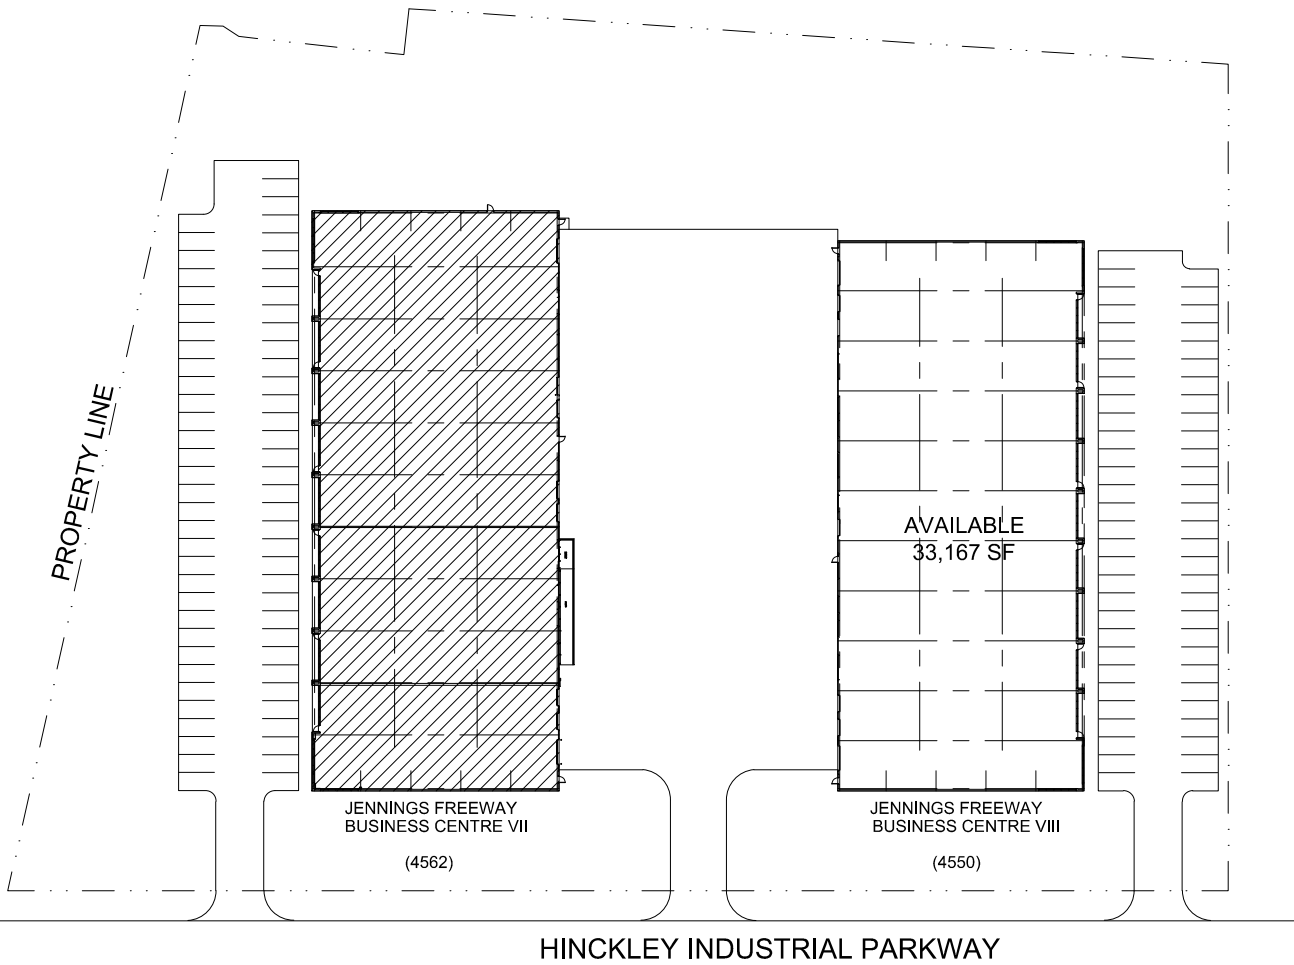 PROPERTY LINE
AVAILABLE
33,167 SF
JENNINGS FREEWAY
BUSINESS CENTRE VII
(4562)
JENNINGS FREEWAY
BUSINESS CENTRE VIII
(4550)
HINCKLEY INDUSTRIAL PARKWAY